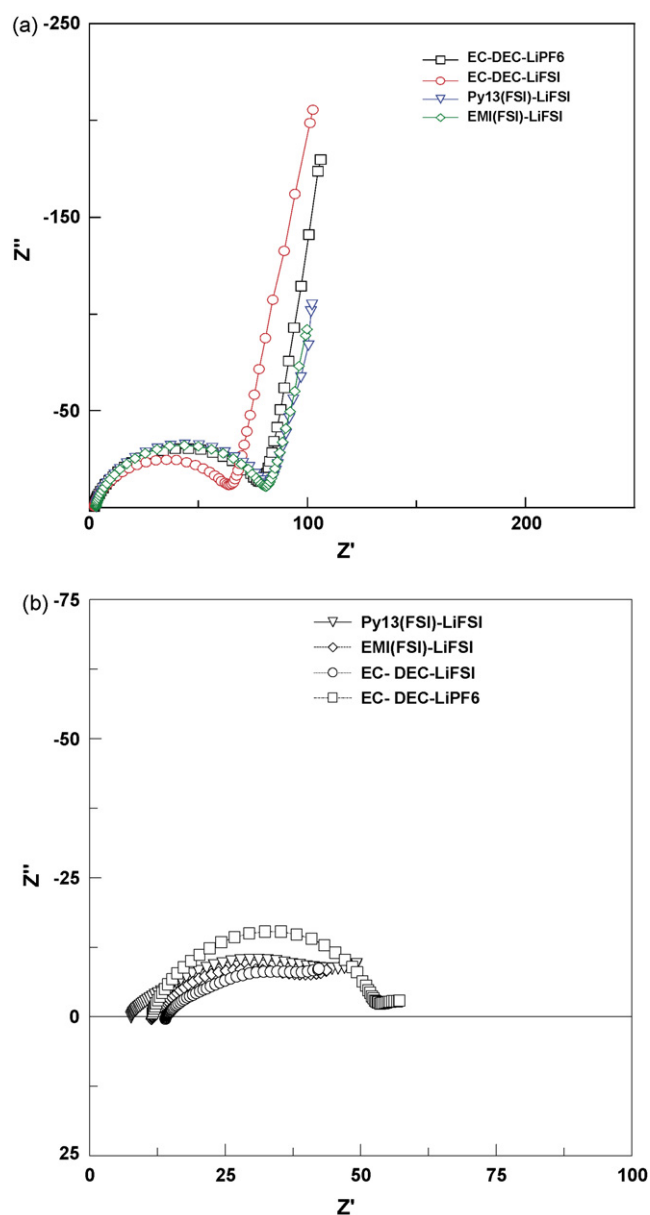 (a)
-250
EC-DEC-LiPF6
EC-DEC-LiFSI
Py13(FSI)-LiFSI
EMI(FSI)-LiFSI
-150
Z''
-50
0
100
200
Z'
(b)
-75
Py13(FSI)-LiFSI
EMI(FSI)-LiFSI
EC- DEC-LiFSI
EC- DEC-LiPF6
-50
Z''
-25
0
25
0
25
50
75
100
Z'